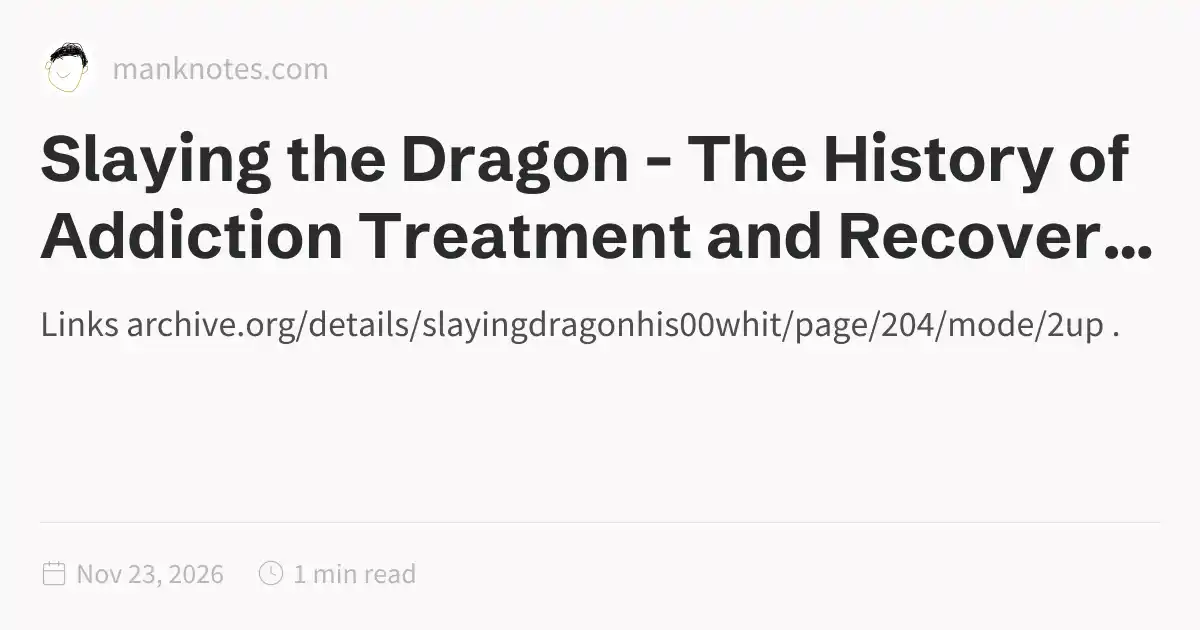 manknotes.com
Slaying the Dragon - The History of
Addiction Treatment and Recover...
Links archive.org/details/slayingdragonhis00whit/page/204/mode/2up .
Nov 23, 2026 1 min read